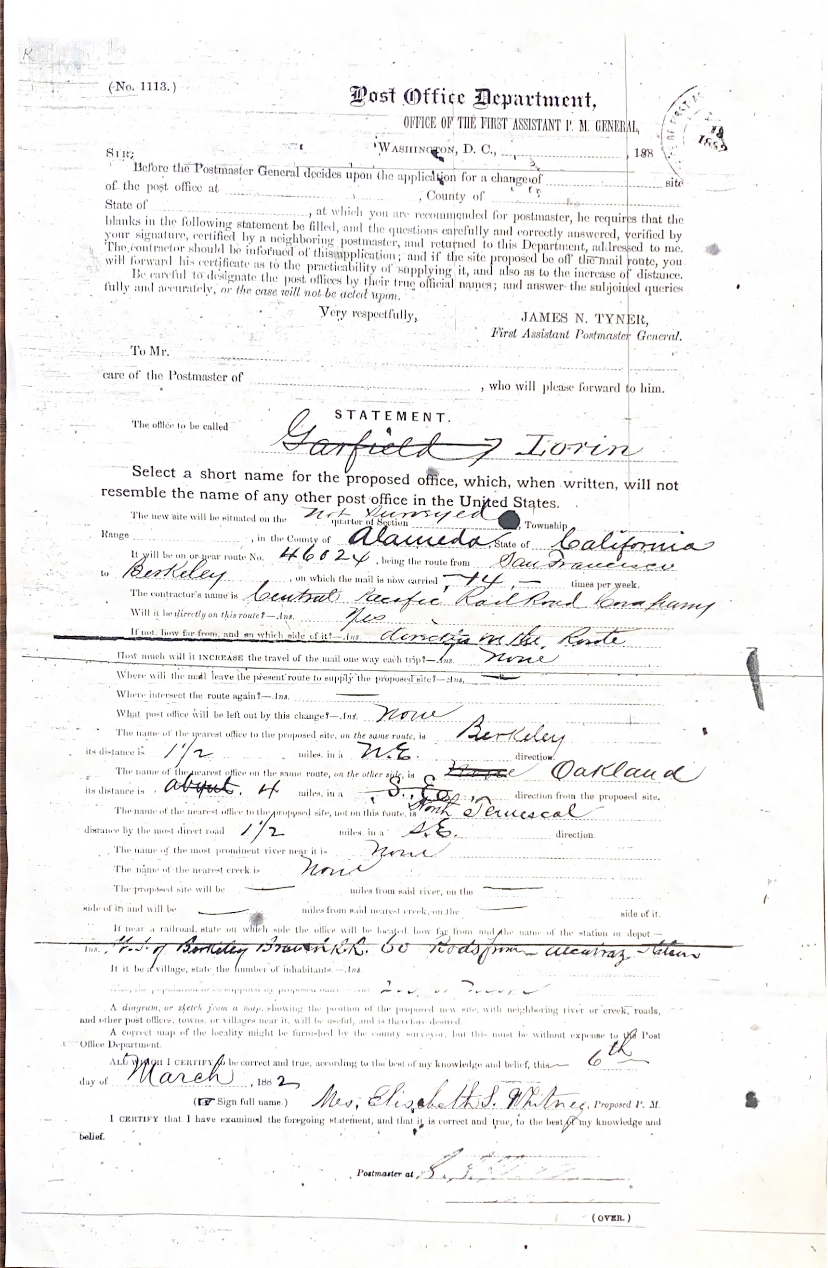 (No. 1113.)
Post Office Department,
OFFICE OF THE FIRST ASSISTANT P. M. GENERAL,
WASHINGTON, D. C., , 188
SIR:
Before the Postmaster General decides upon the application for a change of site
of the post office at , County of
State of , at which you are recommended for postmaster, he requires that the
blanks in the following statement be filled, and the questions carefully and correctly answered, verified by
your signature, certified by a neighboring postmaster, and returned to this Department, addressed to me.
The contractor should be informed of this application; and if the site proposed be off the mail route, you
will forward his certificate as to the practicability of supplying it, and also as to the increase of distance.
Be careful to designate the post offices by their true official names; and answer the subjoined queries
fully and accurately, or the case will not be acted upon.
Very respectfully,
JAMES N. TYNER,
First Assistant Postmaster General.
To Mr.
care of the Postmaster of , who will please forward to him.
STATEMENT.
The office to be called Garfield Lorin
Select a short name for the proposed office, which, when written, will not
resemble the name of any other post office in the United States.
The new site will be situated on the not Surveyed quarter of Section , Township
Range , in the County of Alameda State of California
It will be on or near route No. 46024, being the route from San Francisco
to Berkeley , on which the mail is now carried 14 times per week.
The contractor's name is Central Pacific Rail Road Company
Will it be directly on this route?—Ans. Yes
If not, how far from, and on which side of it?—Ans. directly on the Route
How much will it INCREASE the travel of the mail one way each trip?—Ans. none
Where will the mail leave the present route to supply the proposed site?—Ans. —
Where intersect the route again?—Ans. —
What post office will be left out by this change?—Ans. none
The name of the nearest office to the proposed site, on the same route, is Berkeley
its distance is 1 1/2 miles, in a N.E. direction.
The name of the nearest office on the same route, on the other side, is None Oakland
its distance is about 4 miles, in a S. direction from the proposed site.
The name of the nearest office to the proposed site, not on this route, is North Temescal
distance by the most direct road 1 1/2 miles in a S.E. direction.
The name of the most prominent river near it is None
The name of the nearest creek is None
The proposed site will be — miles from said river, on the —
side of it; and will be — miles from said nearest creek, on the — side of it.
If near a railroad, state on which side the office will be located, how far from and the name of the station or depot.—
Ans. of Berkeley Branch R.R. 60 Rods from Alcatraz Station
If it be a village, state the number of inhabitants.—Ans.
A diagram, or sketch from a map, showing the position of the proposed new site, with neighboring river or creek, roads,
and other post offices, towns, or villages near it, will be useful, and is therefore desired.
A correct map of the locality might be furnished by the county surveyor, but this must be without expense to the Post
Office Department.
ALL WHICH I CERTIFY to be correct and true, according to the best of my knowledge and belief, this 6th
day of March , 1882
(☞ Sign full name.) Mrs. Elisabeth S. Whitney, Proposed P. M.
I CERTIFY that I have examined the foregoing statement, and that it is correct and true, to the best of my knowledge and
belief.
Postmaster at
(OVER.)